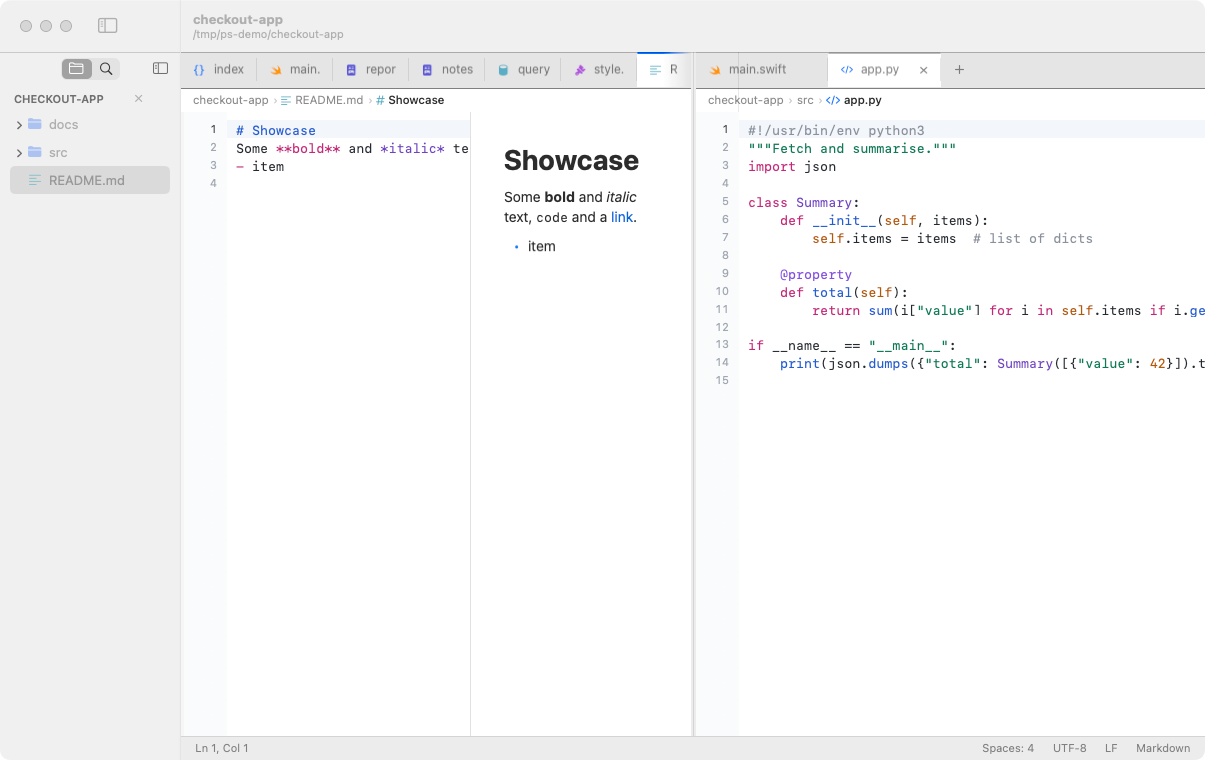 checkout-app
/tmp/ps-demo/checkout-app
CHECKOUT-APP
docs
src
README.md
{} index
main.
repor
notes
query
style.
R
checkout-app › README.md › # Showcase
1 # Showcase
2 Some **bold** and *italic* te
3 - item
4
Showcase
Some bold and italic
text, code and a link.
• item
main.swift
</> app.py
checkout-app › src › </> app.py
1 #!/usr/bin/env python3
2 """Fetch and summarise."""
3 import json
4
5 class Summary:
6     def __init__(self, items):
7         self.items = items  # list of dicts
8
9     @property
10     def total(self):
11         return sum(i["value"] for i in self.items if i.ge
12
13 if __name__ == "__main__":
14     print(json.dumps({"total": Summary([{"value": 42}]).t
15
Ln 1, Col 1
Spaces: 4 UTF-8 LF Markdown